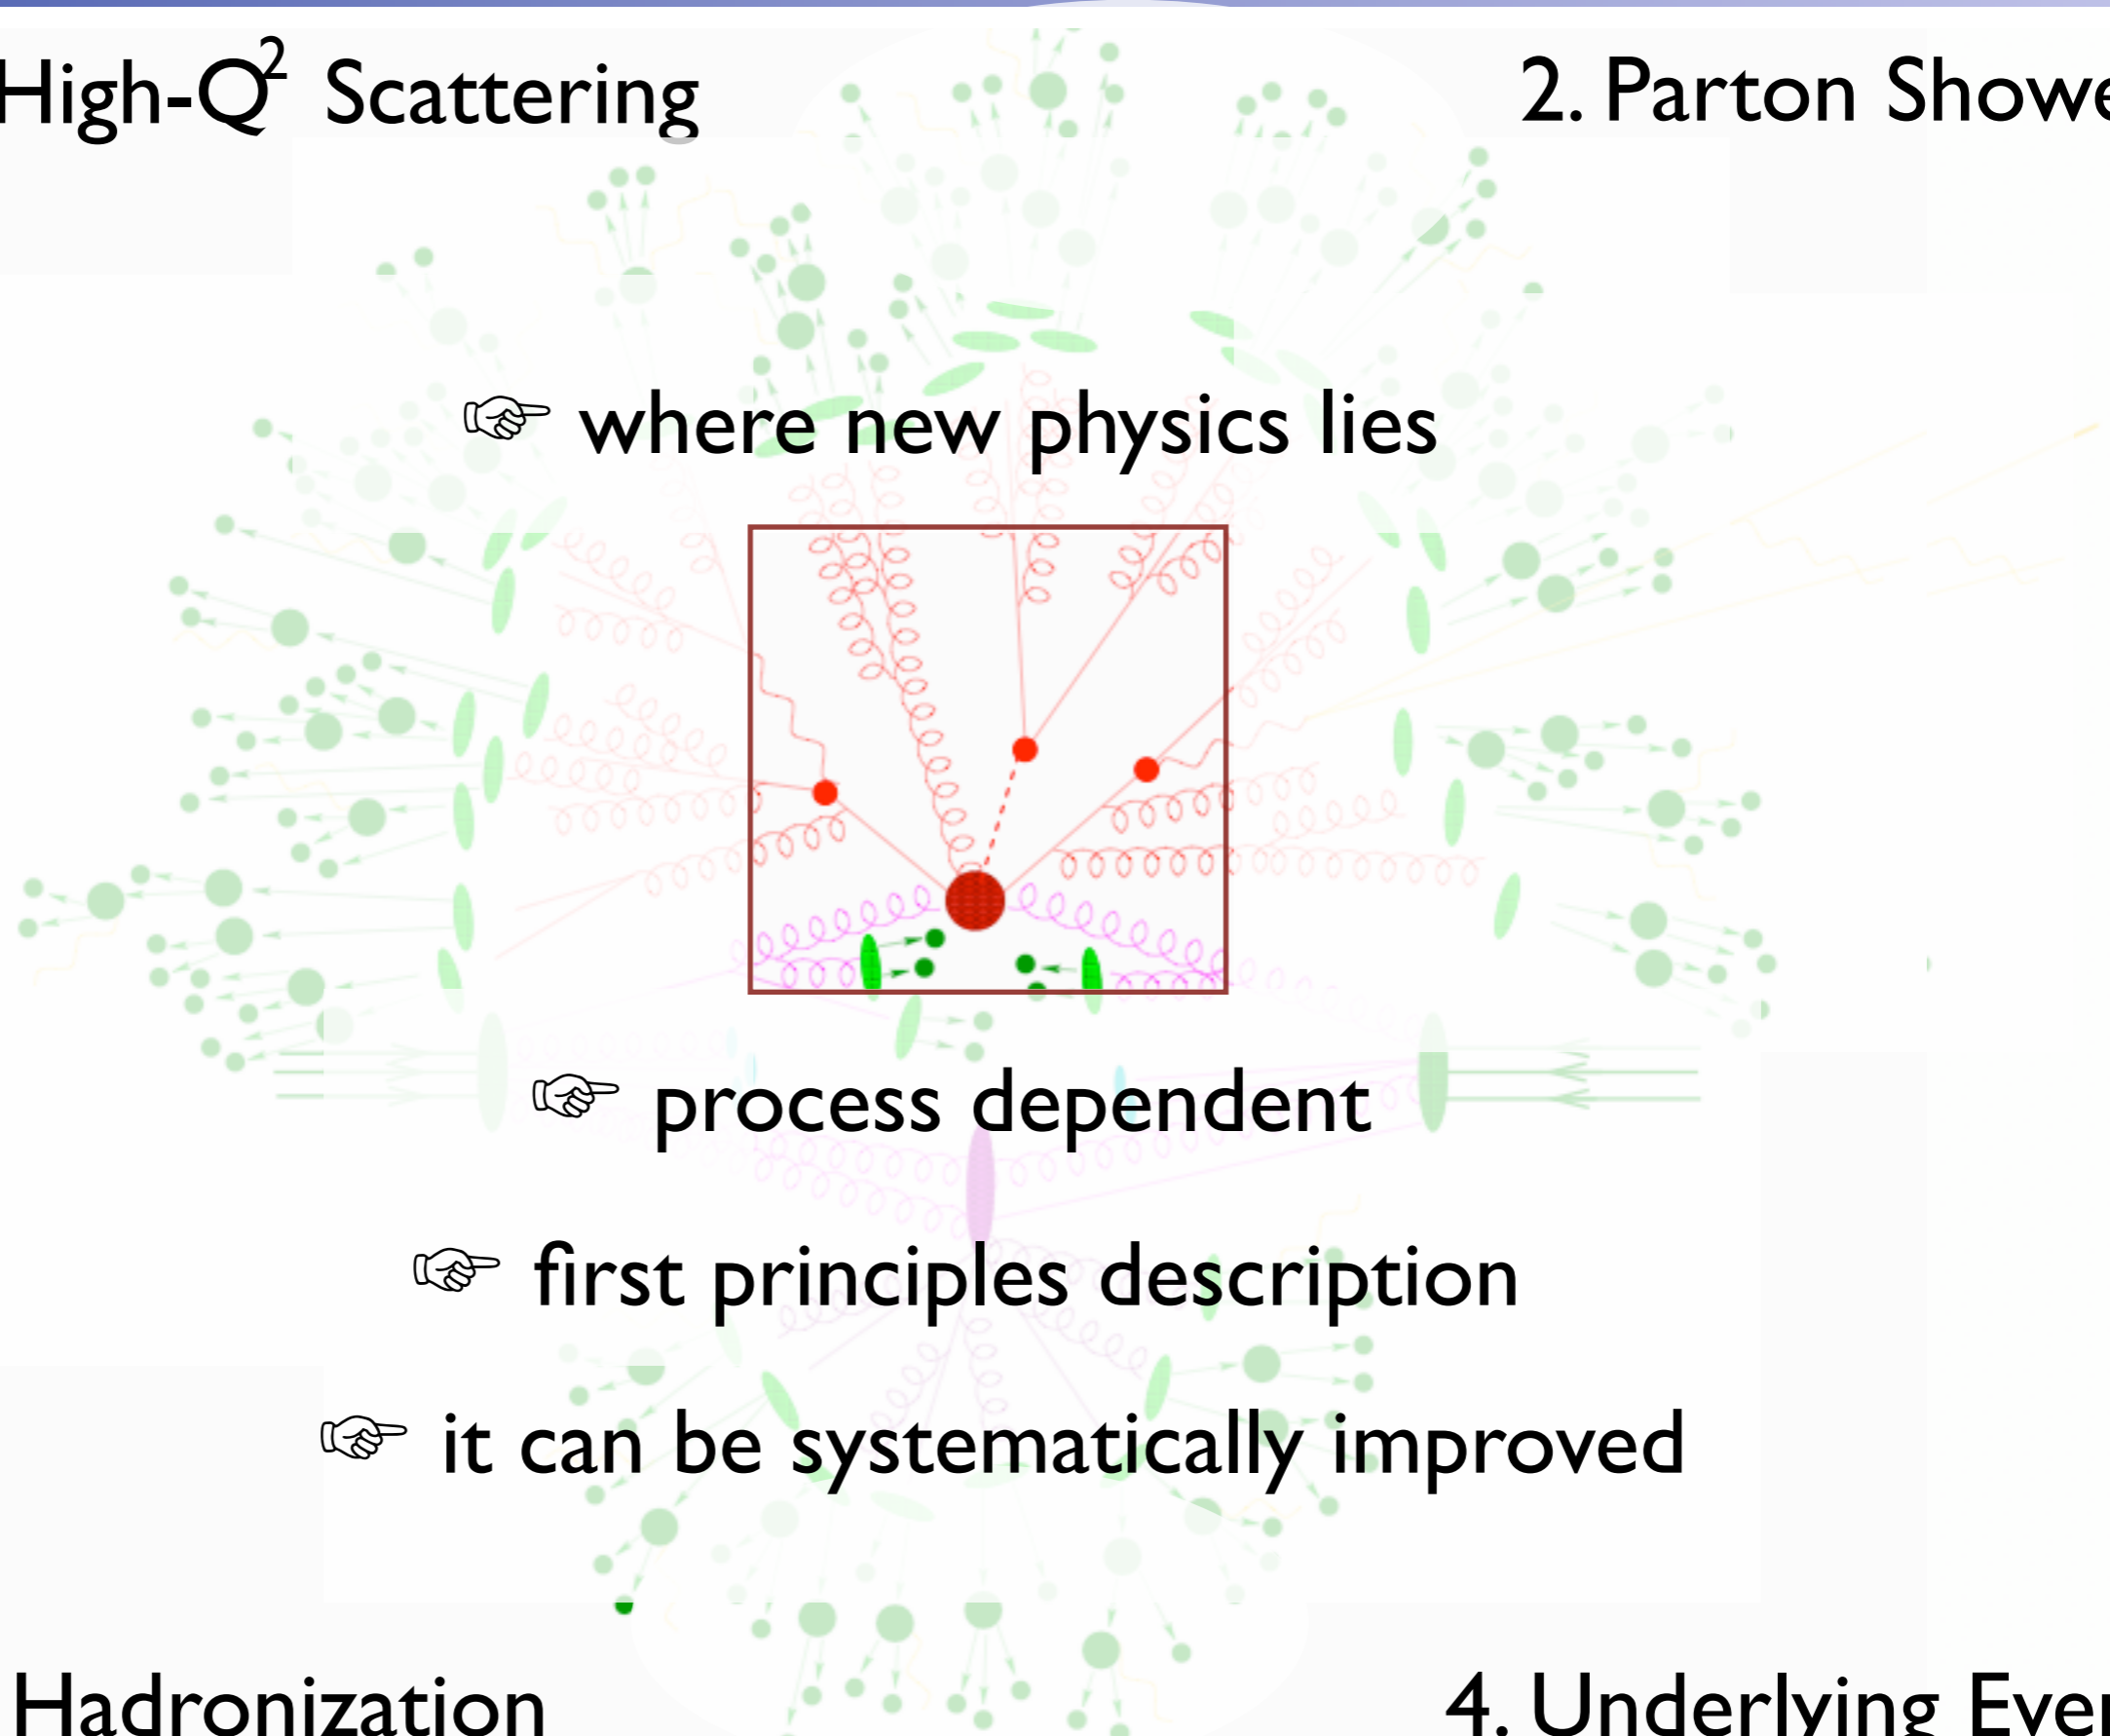 High-Q² Scattering
2. Parton Showe
☞ where new physics lies
☞ process dependent
☞ first principles description
☞ it can be systematically improved
Hadronization
4. Underlying Even